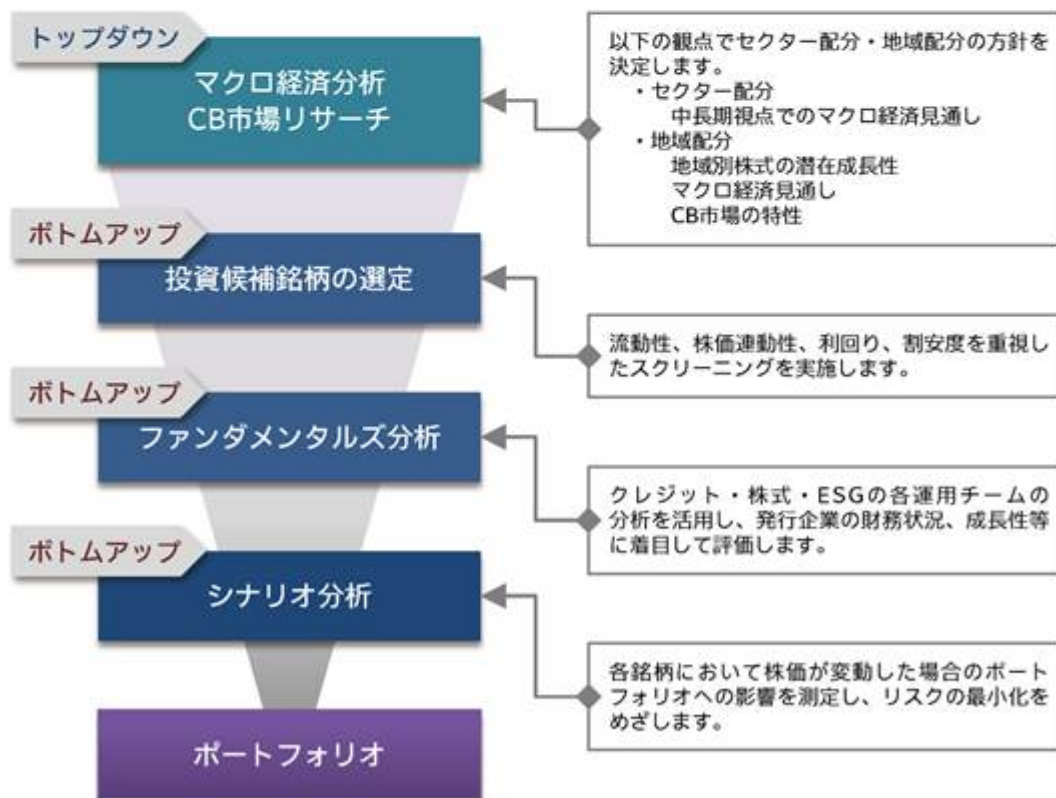 トップダウン
マクロ経済分析
CB市場リサーチ
以下の観点でセクター配分・地域配分の方針を
決定します。
・セクター配分
中長期視点でのマクロ経済見通し
・地域配分
地域別株式の潜在成長性
マクロ経済見通し
CB市場の特性
ボトムアップ
投資候補銘柄の選定
流動性、株価連動性、利回り、割安度を重視し
たスクリーニングを実施します。
ボトムアップ
ファンダメンタルズ分析
クレジット・株式・ESGの各運用チームの
分析を活用し、発行企業の財務状況、成長性等
に着目して評価します。
ボトムアップ
シナリオ分析
各銘柄において株価が変動した場合のポート
フォリオへの影響を測定し、リスクの最小化を
めざします。
ポートフォリオ